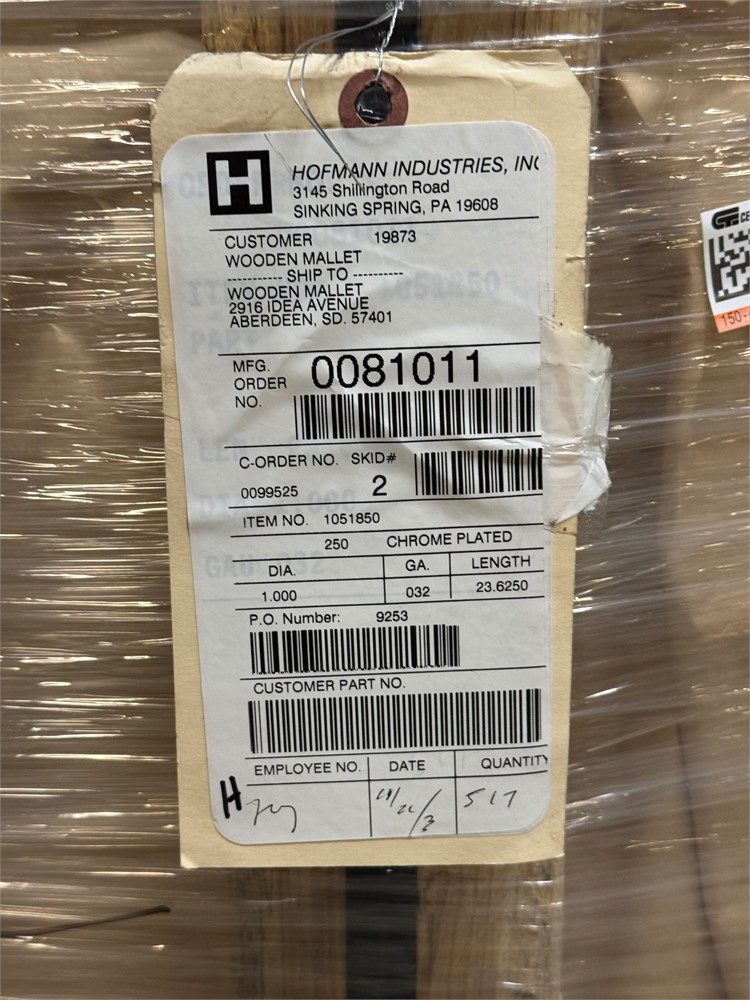 H HOFMANN INDUSTRIES, INC
3145 Shillington Road
SINKING SPRING, PA 19608
CUSTOMER 19873
WOODEN MALLET
---------- SHIP TO ----------
WOODEN MALLET
2916 IDEA AVENUE
ABERDEEN, SD. 57401
MFG. ORDER NO. 0081011
C-ORDER NO. SKID#
0099525 2
ITEM NO. 1051850
250 CHROME PLATED
DIA. GA. LENGTH
1.000 032 23.6250
P.O. Number: 9253
CUSTOMER PART NO.
EMPLOYEE NO. DATE QUANTITY
H 517
150-